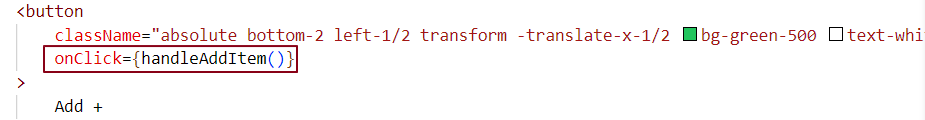 <button
className="absolute bottom-2 left-1/2 transform -translate-x-1/2 bg-green-500 text-whi
onClick={handleAddItem()}
>
Add +